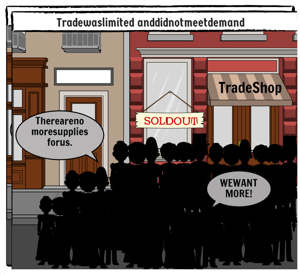 Tradewaslimited anddidnotmeetdemand
TradeShop
SOLDOUT
Thereareno
moresupplies
forus.
WEWANT
MORE!